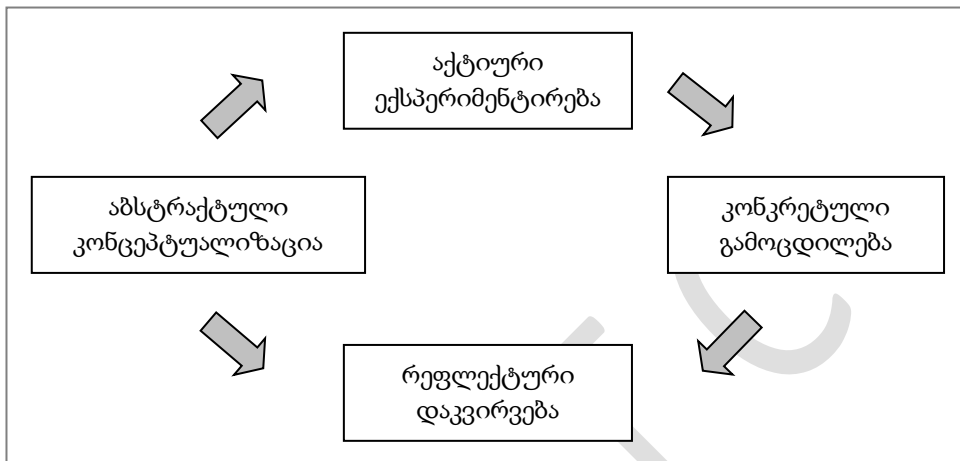 აქტიური
ექსპერიმენტირება
აბსტრაქტული
კონცეპტუალიზაცია
კონკრეტული
გამოცდილება
რეფლექტური
დაკვირვება